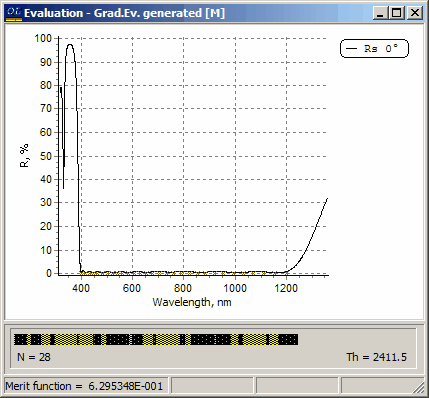 OL Evaluation - Grad.Ev. generated [M]
Rs 0°
100
90
80
70
60
50
40
30
20
10
0
R, %
400 600 800 1000 1200
Wavelength, nm
N = 28 Th = 2411.5
Merit function = 6.295348E-001